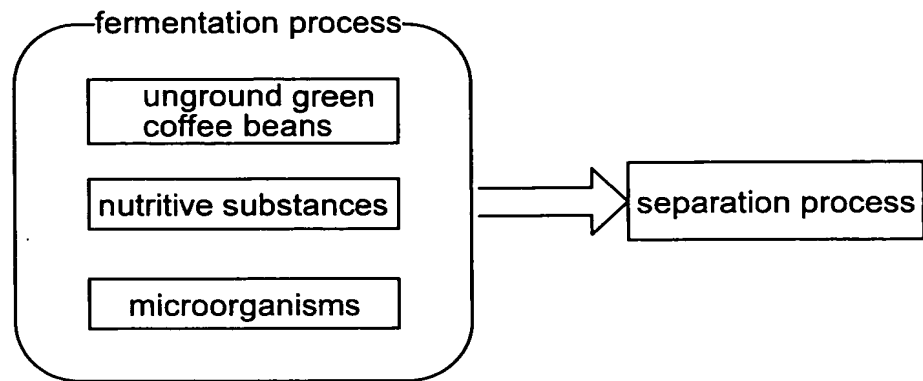 fermentation process
unground green
coffee beans
nutritive substances
separation process
microorganisms